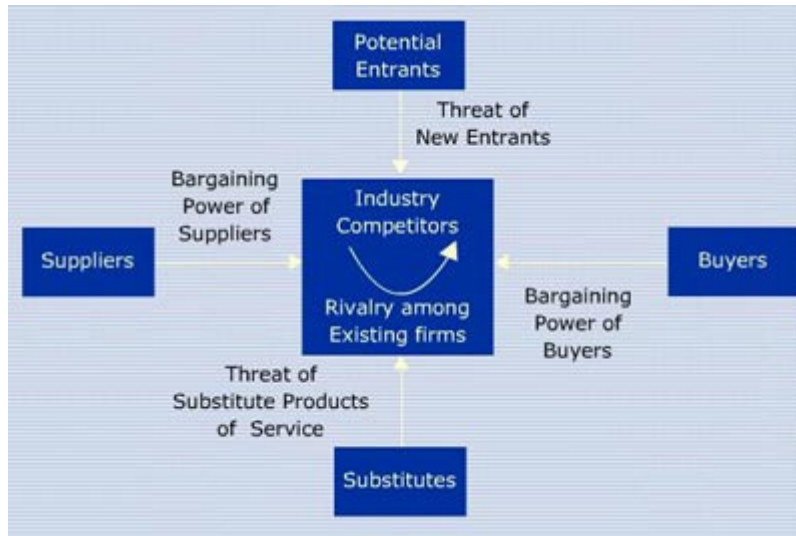 Potential
Entrants
Threat of
New Entrants
Bargaining
Power of
Suppliers
Industry
Competitors
Suppliers
Buyers
Rivalry among
Existing firms
Bargaining
Power of
Buyers
Threat of
Substitute Products
of Service
Substitutes